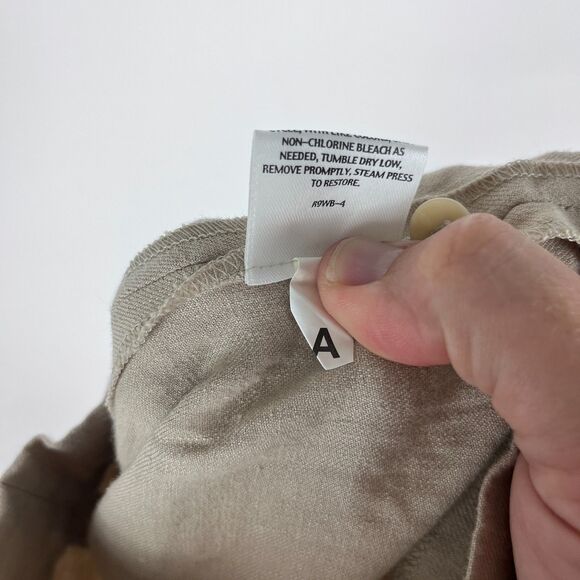 NON-CHLORINE BLEACH AS
NEEDED, TUMBLE DRY LOW,
REMOVE PROMPTLY, STEAM PRESS
TO RESTORE.
R9WB-4
A